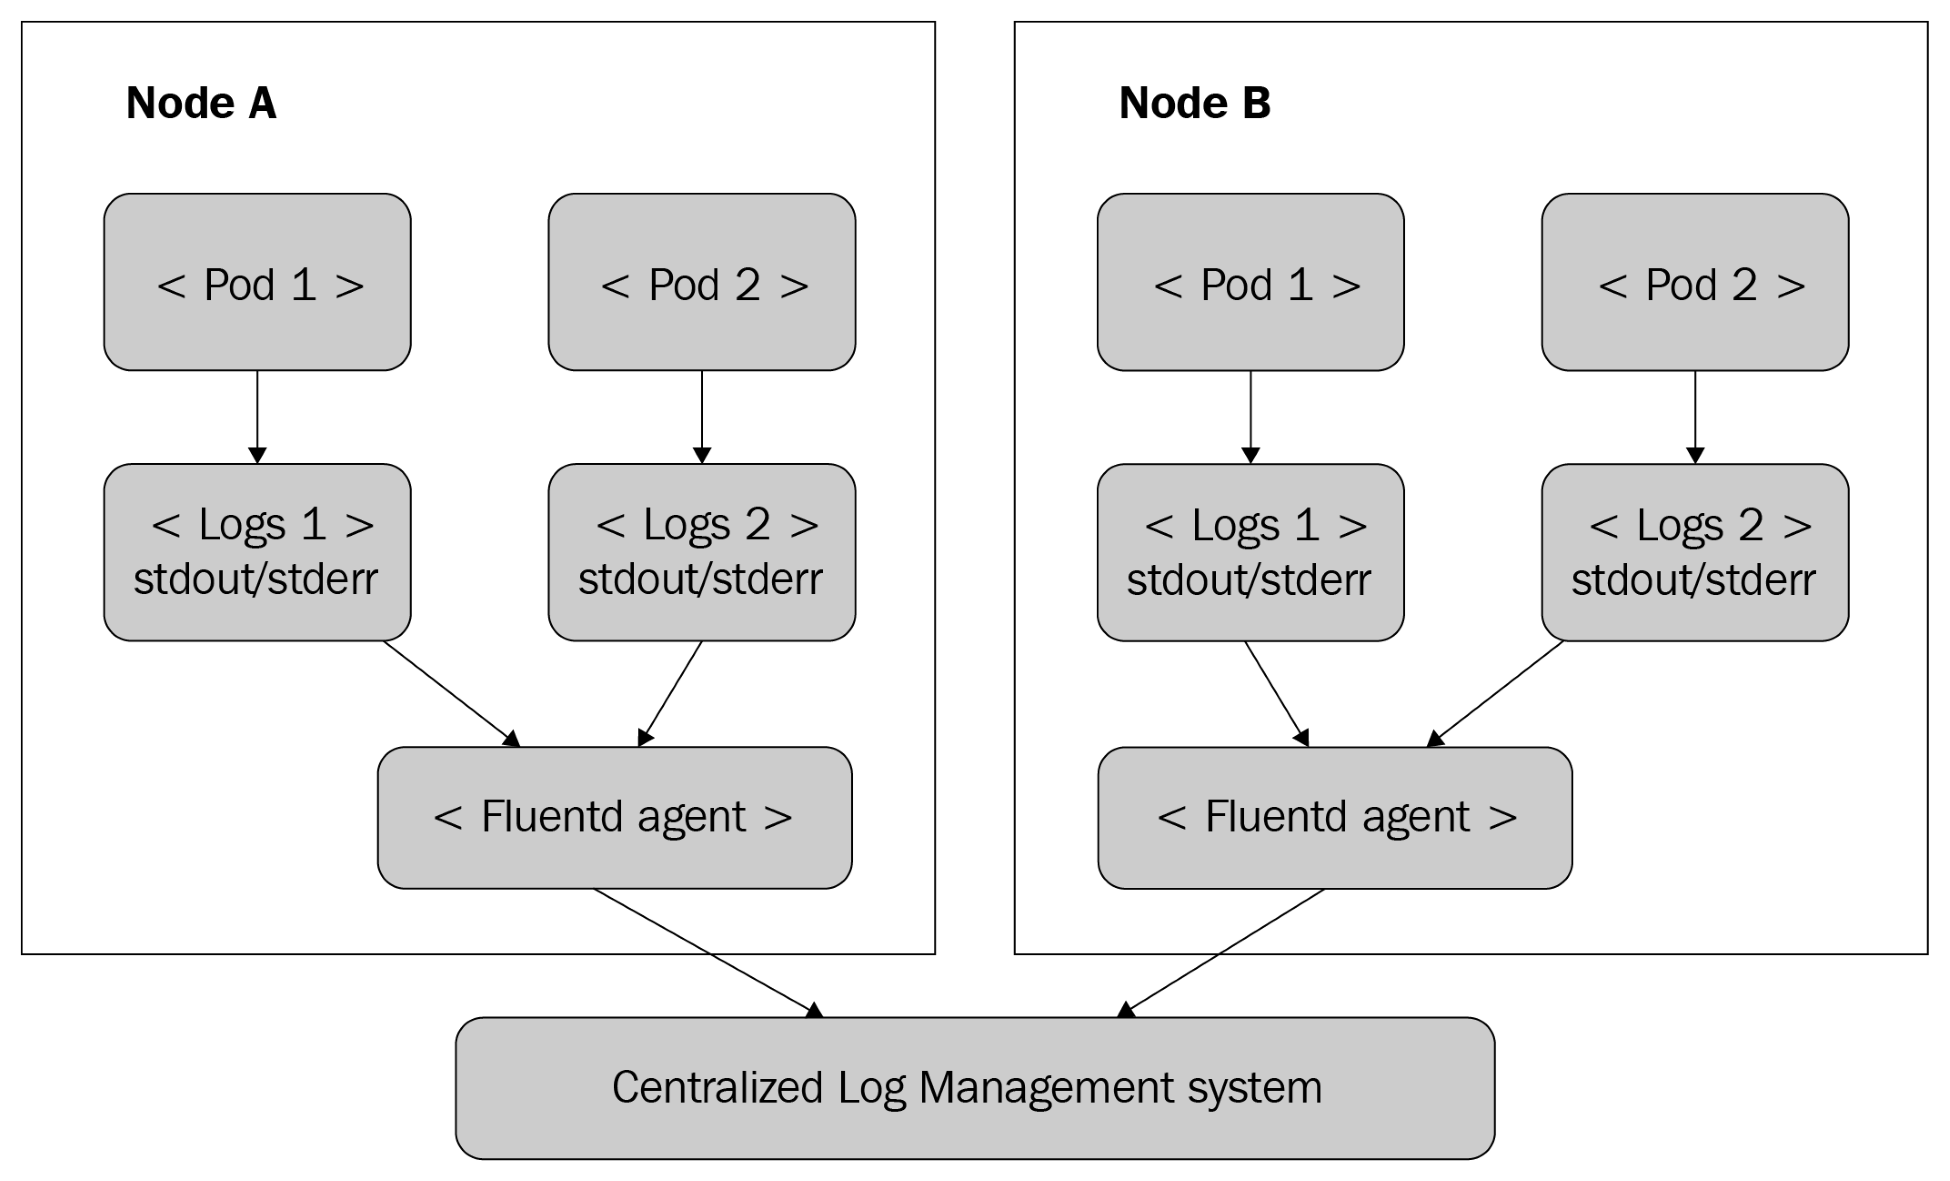 Node A
< Pod 1 >
< Pod 2 >
< Logs 1 >
stdout/stderr
< Logs 2 >
stdout/stderr
< Fluentd agent >
Node B
< Pod 1 >
< Pod 2 >
< Logs 1 >
stdout/stderr
< Logs 2 >
stdout/stderr
< Fluentd agent >
Centralized Log Management system